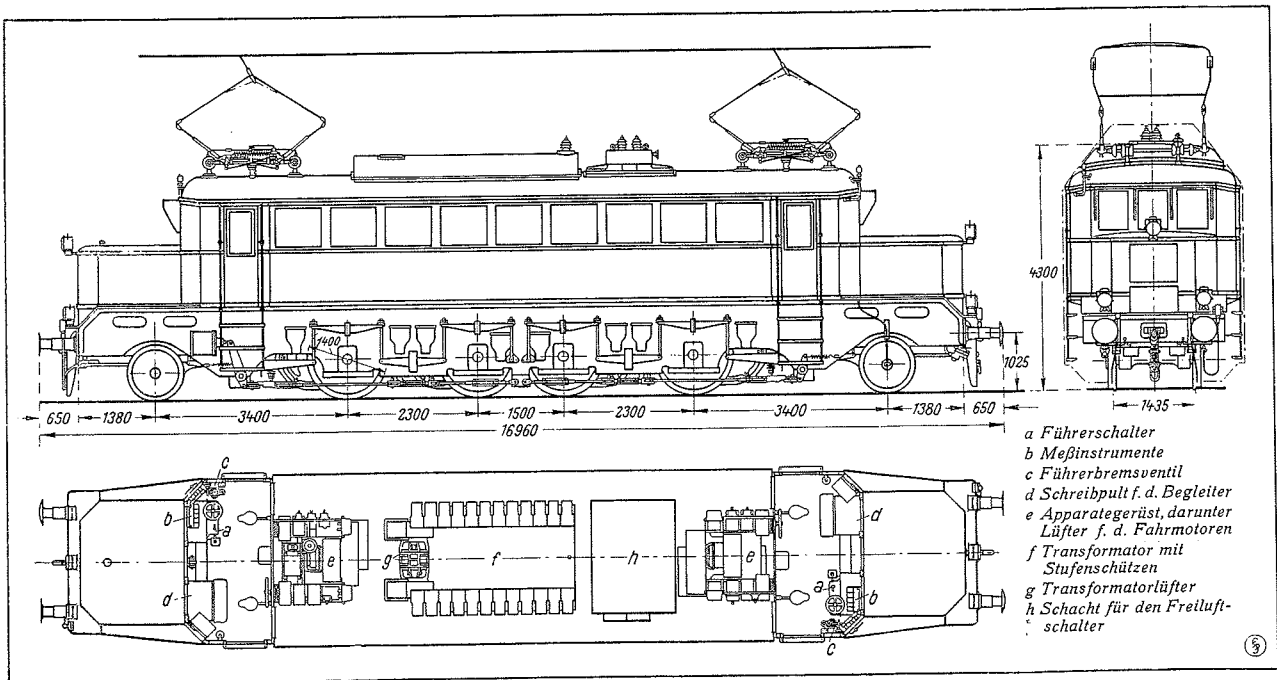 4300
1400
1025
650
1380
3400
2300
1500
2300
3400
1380
650
16960
1435
c
b
a
d
e
g
f
h
e
d
a
b
c
a Führerschalter
b Meßinstrumente
c Führerbremsventil
d Schreibpult f. d. Begleiter
e Apparategerüst, darunter
Lüfter f. d. Fahrmotoren
f Transformator mit
Stufenschützen
g Transformatorlüfter
h Schacht für den Freiluft-
schalter